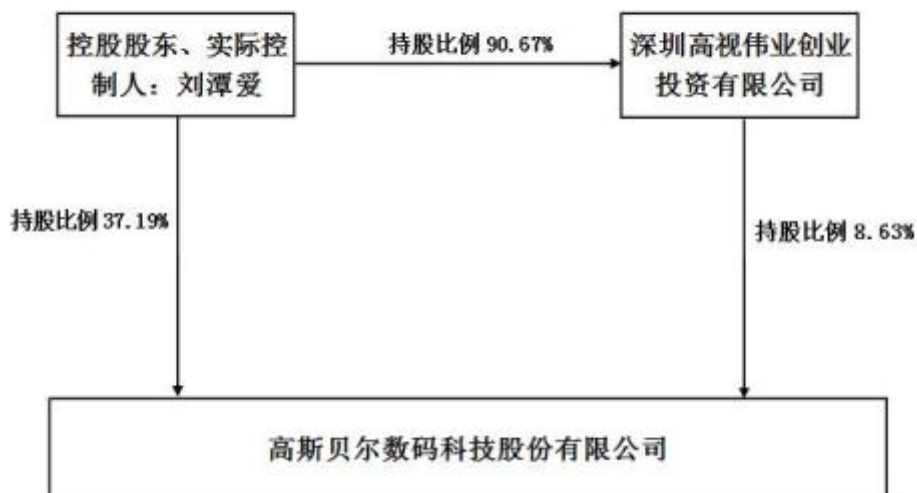 控股股东、实际控
制人：刘潭爱
持股比例 90.67%
深圳高视伟业创业
投资有限公司
持股比例 37.19%
持股比例 8.63%
高斯贝尔数码科技股份有限公司